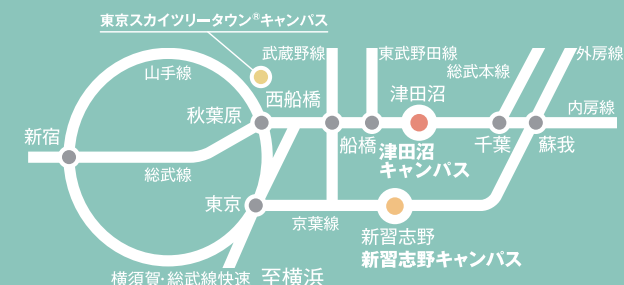 東京スカイツリータウン®キャンパス
武蔵野線
東武野田線
外房線
山手線
総武本線
西船橋
津田沼
内房線
秋葉原
新宿
船橋
津田沼
キャンパス
千葉
蘇我
総武線
東京
京葉線
新習志野
新習志野キャンパス
横須賀・総武線快速
至横浜